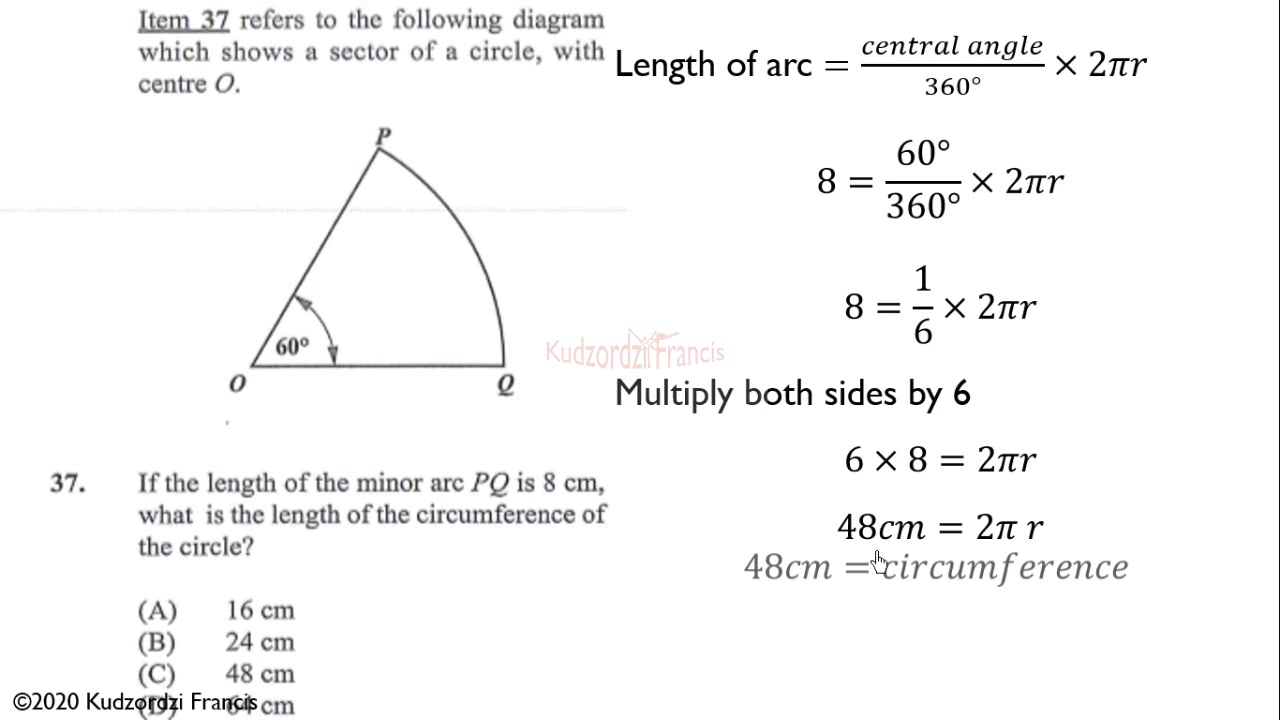 Item 37 refers to the following diagram
which shows a sector of a circle, with
centre O.
P
60°
O
Q
37. If the length of the minor arc PQ is 8 cm,
what is the length of the circumference of
the circle?
(A) 16 cm
(B) 24 cm
(C) 48 cm
(D) 64 cm
©2020 Kudzordzi Francis
Length of arc = central angle/360° × 2πr
8 = 60°/360° × 2πr
8 = 1/6 × 2πr
Kudzordzi Francis
Multiply both sides by 6
6 × 8 = 2πr
48cm = 2π r
48cm = circumference